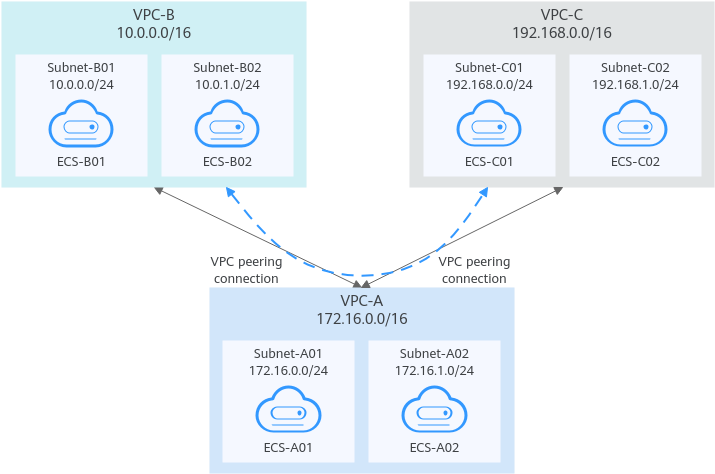 VPC-B
10.0.0.0/16
Subnet-B01
10.0.0.0/24
ECS-B01
Subnet-B02
10.0.1.0/24
ECS-B02
VPC-C
192.168.0.0/16
Subnet-C01
192.168.0.0/24
ECS-C01
Subnet-C02
192.168.1.0/24
ECS-C02
VPC peering
connection
VPC peering
connection
VPC-A
172.16.0.0/16
Subnet-A01
172.16.0.0/24
ECS-A01
Subnet-A02
172.16.1.0/24
ECS-A02